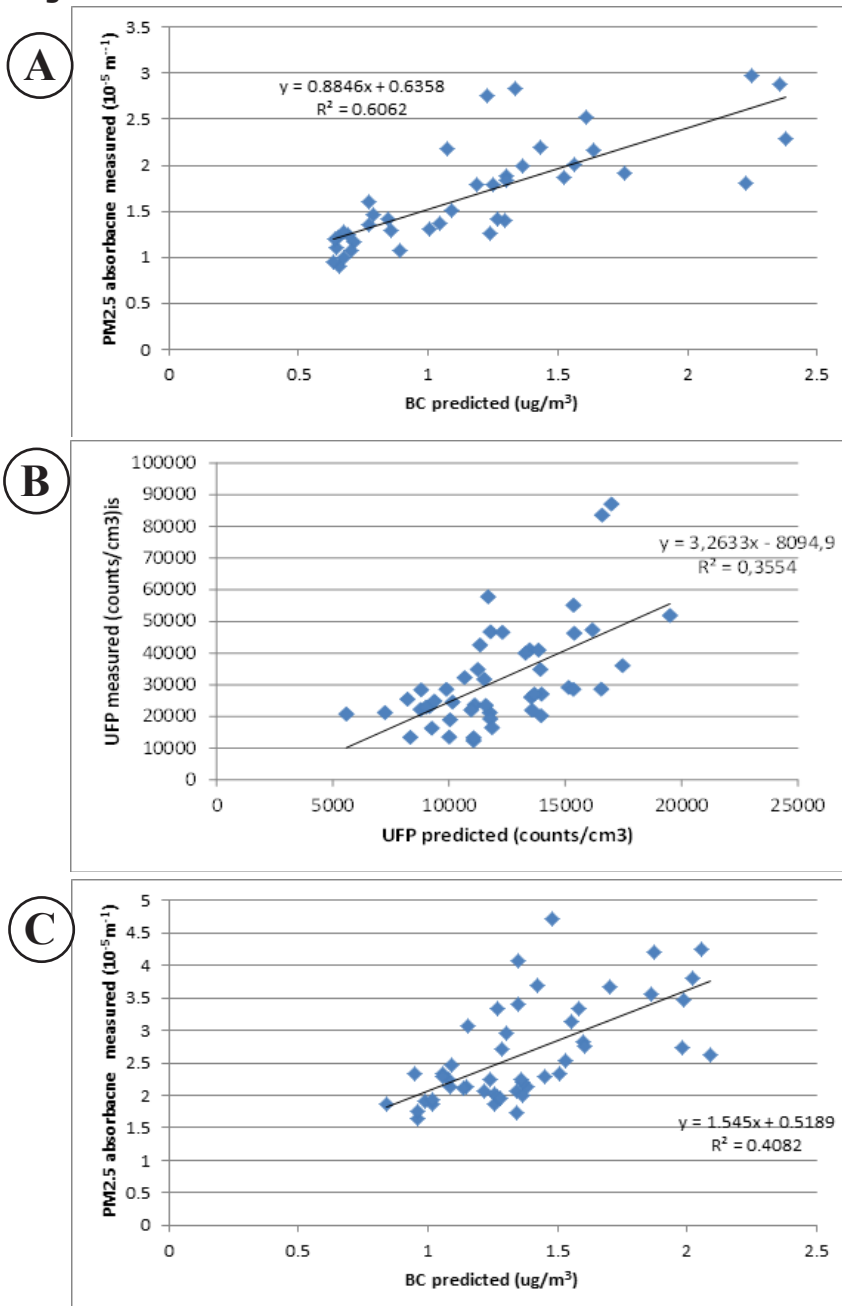 A
PM2.5 absorbacne measured (10⁻⁵ m⁻¹)
3.5
3
2.5
2
1.5
1
0.5
0
y = 0.8846x + 0.6358
R² = 0.6062
0 0.5 1 1.5 2 2.5
BC predicted (ug/m³)
B
UFP measured (counts/cm3)is
100000
90000
80000
70000
60000
50000
40000
30000
20000
10000
0
y = 3,2633x - 8094,9
R² = 0,3554
0 5000 10000 15000 20000 25000
UFP predicted (counts/cm3)
C
PM2.5 absorbacne measured (10⁻⁵m⁻¹)
5
4.5
4
3.5
3
2.5
2
1.5
1
0.5
0
y = 1.545x + 0.5189
R² = 0.4082
0 0.5 1 1.5 2 2.5
BC predicted (ug/m³)